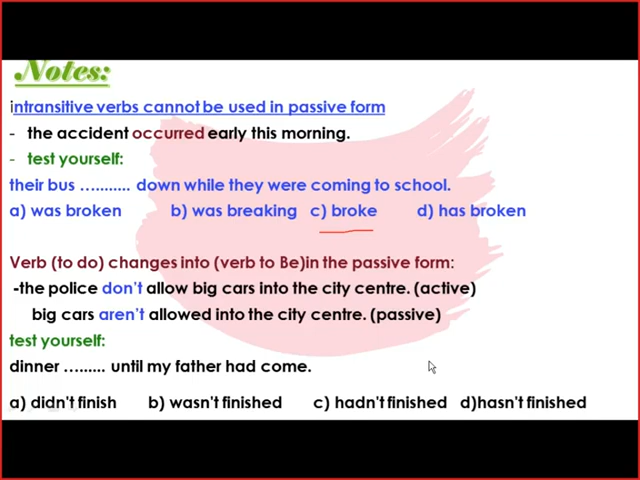 Notes:
intransitive verbs cannot be used in passive form
- the accident occurred early this morning.
- test yourself:
their bus …........ down while they were coming to school.
a) was broken b) was breaking c) broke d) has broken
Verb (to do) changes into (verb to Be)in the passive form:
-the police don’t allow big cars into the city centre. (active)
big cars aren’t allowed into the city centre. (passive)
test yourself:
dinner …...... until my father had come.
a) didn't finish b) wasn't finished c) hadn't finished d)hasn't finished